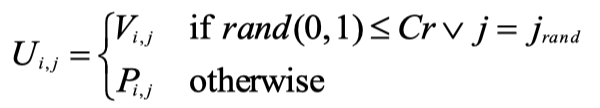 U_{i,j} = { V_{i,j} if rand(0,1) ≤ Cr ∨ j = j_{rand}
P_{i,j} otherwise